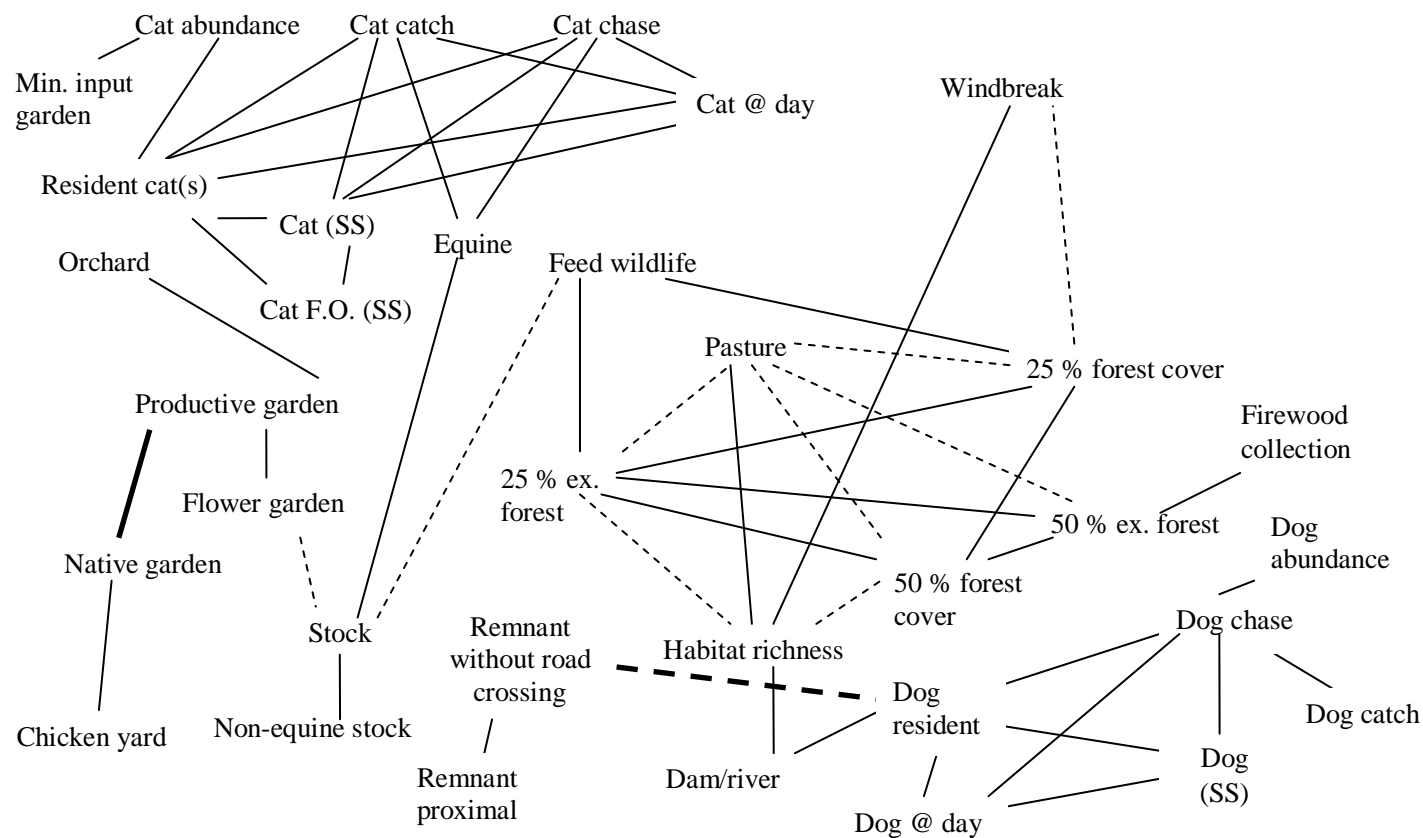 Cat abundance
Cat catch
Cat chase
Min. input
garden
Cat @ day
Windbreak
Resident cat(s)
Cat (SS)
Equine
Orchard
Feed wildlife
Cat F.O. (SS)
Pasture
25 % forest cover
Productive garden
Firewood
collection
25 % ex.
forest
Flower garden
50 % ex. forest
Dog
abundance
Native garden
50 % forest
cover
Stock
Remnant
without road
crossing
Habitat richness
Dog chase
Dog
resident
Dog catch
Chicken yard
Non-equine stock
Remnant
proximal
Dam/river
Dog
(SS)
Dog @ day